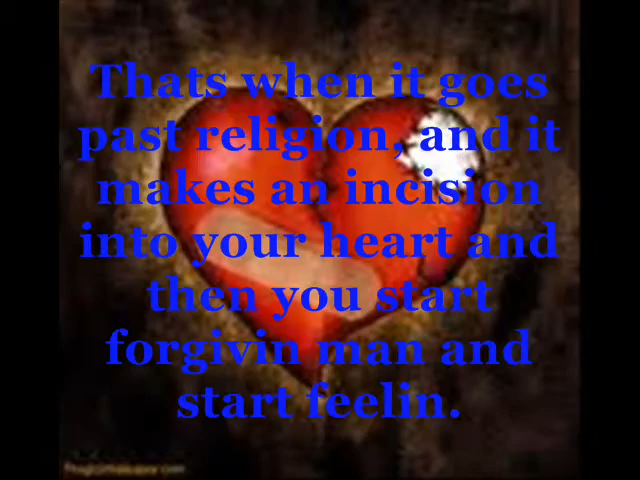 Thats when it goes
past religion, and it
makes an incision
into your heart and
then you start
forgivin man and
start feelin.